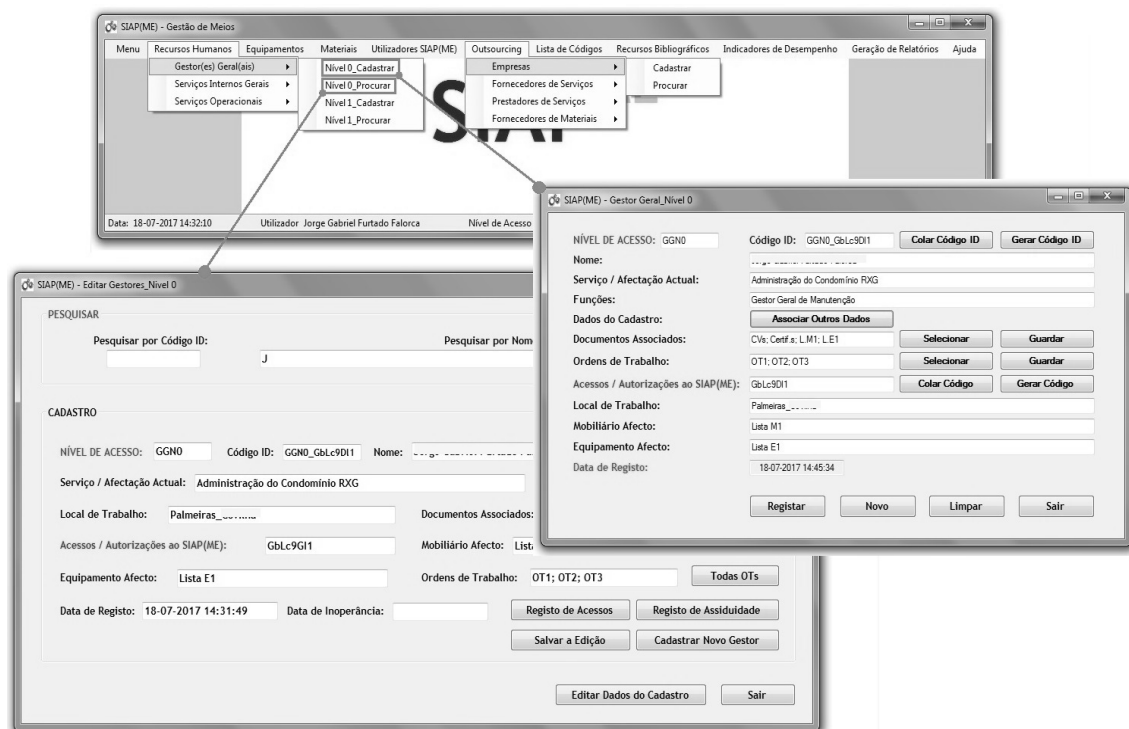 SIAP(ME) - Gestão de Meios
Menu Recursos Humanos Equipamentos Materiais Utilizadores SIAP(ME) Outsourcing Lista de Códigos Recursos Bibliográficos Indicadores de Desempenho Geração de Relatórios Ajuda
Gestor(es) Geral(ais) Nível 0_Cadastrar Empresas Cadastrar
Serviços Internos Gerais Nível 0_Procurar Fornecedores de Serviços Procurar
Serviços Operacionais Nível 1_Cadastrar Prestadores de Serviços
Nível 1_Procurar Fornecedores de Materiais
Data: 18-07-2017 14:32:10 Utilizador Jorge Gabriel Furtado Falorca Nível de Acesso
SIAP(ME) - Gestor Geral_Nível 0
NÍVEL DE ACESSO: GGN0 Código ID: GGN0_GbLc9DI1 Colar Código ID Gerar Código ID
Nome:
Serviço / Afectação Actual: Administração do Condomínio RXG
Funções: Gestor Geral de Manutenção
Dados do Cadastro: Associar Outros Dados
Documentos Associados: CVs; Certif.s; L.M1; L.E1 Selecionar Guardar
Ordens de Trabalho: OT1; OT2; OT3 Selecionar Guardar
Acessos / Autorizações ao SIAP(ME): GbLc9DI1 Colar Código Gerar Código
Local de Trabalho: Palmeiras_
Mobiliário Afecto: Lista M1
Equipamento Afecto: Lista E1
Data de Registo: 18-07-2017 14:45:34
Registar Novo Limpar Sair
SIAP(ME) - Editar Gestores_Nivel 0
PESQUISAR
Pesquisar por Código ID: Pesquisar por Nom
J
CADASTRO
NÍVEL DE ACESSO: GGN0 Código ID: GGN0_GbLc9DI1 Nome:
Serviço / Afectação Actual: Administração do Condomínio RXG
Local de Trabalho: Palmeiras_ Documentos Associados:
Acessos / Autorizações ao SIAP(ME): GbLc9GI1 Mobiliário Afecto: List
Equipamento Afecto: Lista E1 Ordens de Trabalho: OT1; OT2; OT3 Todas OTs
Data de Registo: 18-07-2017 14:31:49 Data de Inoperância: Registo de Acessos Registo de Assiduidade
Salvar a Edição Cadastrar Novo Gestor
Editar Dados do Cadastro Sair